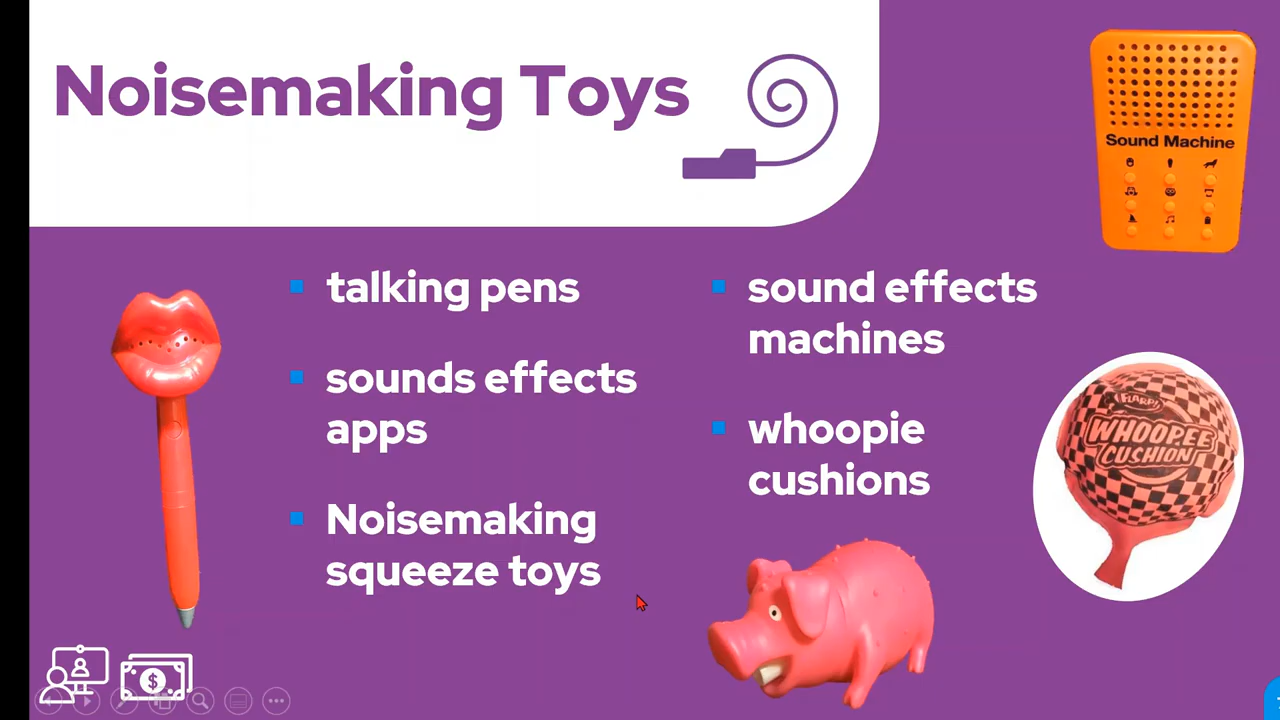 Noisemaking Toys
talking pens
sounds effects
apps
Noisemaking
squeeze toys
sound effects
machines
whoopie
cushions
Sound Machine
FLARP!
WHOOPEE
CUSHION
$